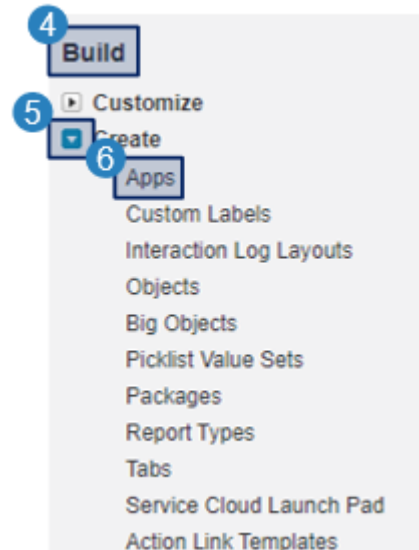 4
Build
Customize
5
Create
6
Apps
Custom Labels
Interaction Log Layouts
Objects
Big Objects
Picklist Value Sets
Packages
Report Types
Tabs
Service Cloud Launch Pad
Action Link Templates